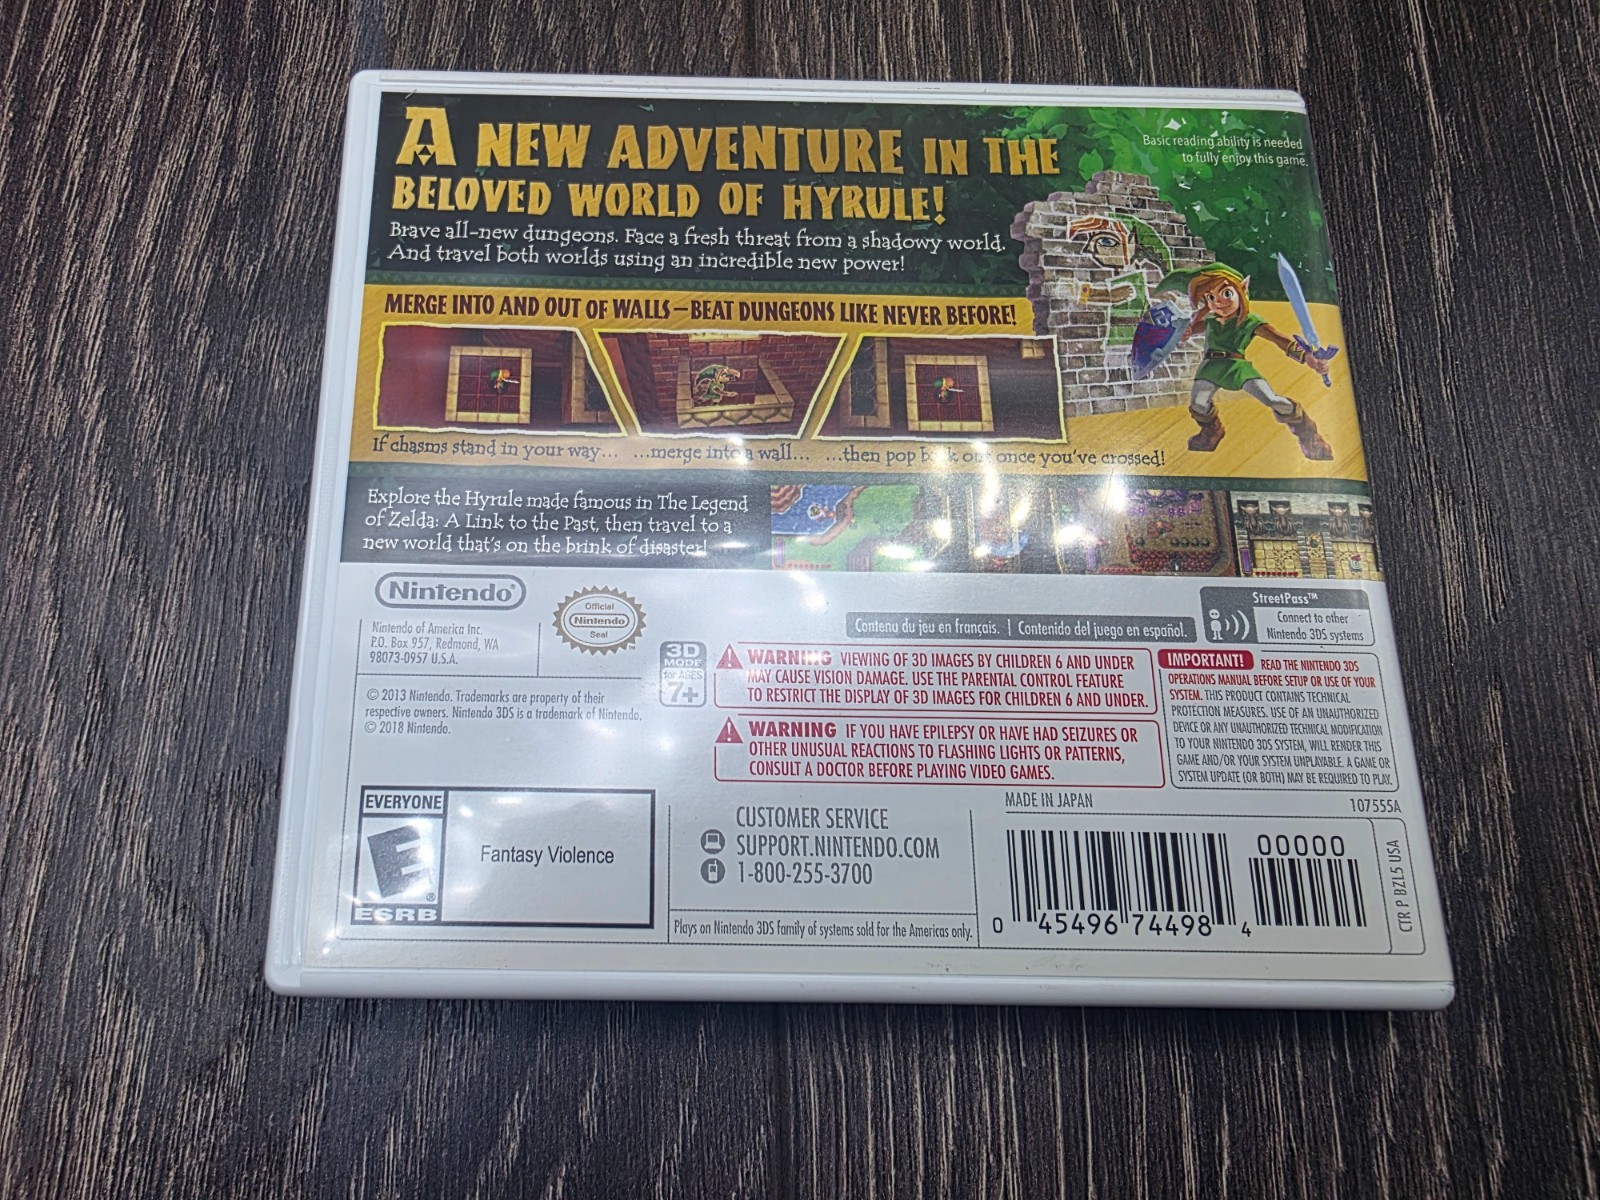 A NEW ADVENTURE IN THE
BELOVED WORLD OF HYRULE!
Basic reading ability is needed
to fully enjoy this game.
Brave all-new dungeons. Face a fresh threat from a shadowy world.
And travel both worlds using an incredible new power!
MERGE INTO AND OUT OF WALLS—BEAT DUNGEONS LIKE NEVER BEFORE!
If chasms stand in your way... ...merge into a wall... ...then pop back out once you've crossed!
Explore the Hyrule made famous in The Legend
of Zelda: A Link to the Past, then travel to a
new world that's on the brink of disaster!
Nintendo®
Nintendo of America Inc.
P.O. Box 957, Redmond, WA
98073-0957 U.S.A.
Official
Nintendo
Seal
™
© 2013 Nintendo. Trademarks are property of their
respective owners. Nintendo 3DS is a trademark of Nintendo.
© 2018 Nintendo.
Contenu du jeu en français. | Contenido del juego en español.
StreetPass™
Connect to other
Nintendo 3DS systems
3D
MODE
for AGES
7+
WARNING VIEWING OF 3D IMAGES BY CHILDREN 6 AND UNDER
MAY CAUSE VISION DAMAGE. USE THE PARENTAL CONTROL FEATURE
TO RESTRICT THE DISPLAY OF 3D IMAGES FOR CHILDREN 6 AND UNDER.
WARNING IF YOU HAVE EPILEPSY OR HAVE HAD SEIZURES OR
OTHER UNUSUAL REACTIONS TO FLASHING LIGHTS OR PATTERNS,
CONSULT A DOCTOR BEFORE PLAYING VIDEO GAMES.
IMPORTANT! READ THE NINTENDO 3DS
OPERATIONS MANUAL BEFORE SETUP OR USE OF YOUR
SYSTEM. THIS PRODUCT CONTAINS TECHNICAL
PROTECTION MEASURES. USE OF AN UNAUTHORIZED
DEVICE OR ANY UNAUTHORIZED TECHNICAL MODIFICATION
TO YOUR NINTENDO 3DS SYSTEM, WILL RENDER THIS
GAME AND/OR YOUR SYSTEM UNPLAYABLE. A GAME OR
SYSTEM UPDATE (OR BOTH) MAY BE REQUIRED TO PLAY.
EVERYONE
E
®
ESRB
Fantasy Violence
CUSTOMER SERVICE
SUPPORT.NINTENDO.COM
1-800-255-3700
Plays on Nintendo 3DS family of systems sold for the Americas only.
MADE IN JAPAN
107555A
00000
0 45496 74498 4
CTR P BZL5 USA